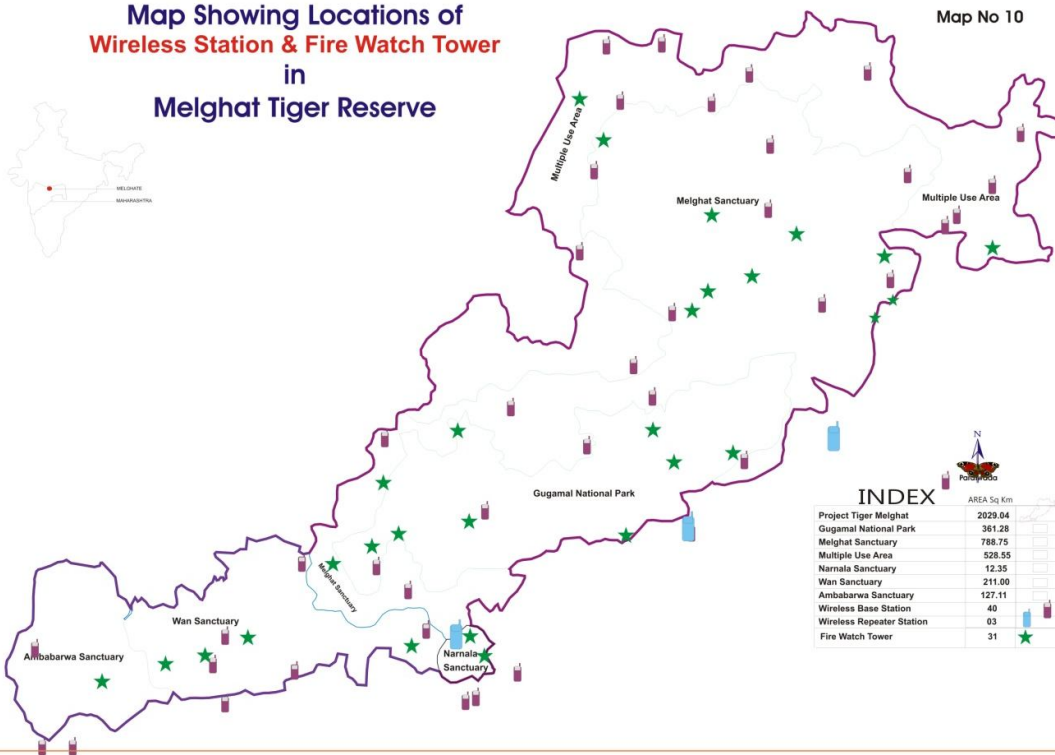 Map Showing Locations of
Wireless Station & Fire Watch Tower
in
Melghat Tiger Reserve
Map No 10
MELGHATE
MAHARASHTRA
Multiple Use Area
Melghat Sanctuary
Multiple Use Area
Gugamal National Park
Melghat Sanctuary
Wan Sanctuary
Ambabarwa Sanctuary
Narnala
Sanctuary
N
INDEX
AREA Sq Km
Project Tiger Melghat 2029.04
Gugamal National Park 361.28
Melghat Sanctuary 788.75
Multiple Use Area 528.55
Narnala Sanctuary 12.35
Wan Sanctuary 211.00
Ambabarwa Sanctuary 127.11
Wireless Base Station 40
Wireless Repeater Station 03
Fire Watch Tower 31